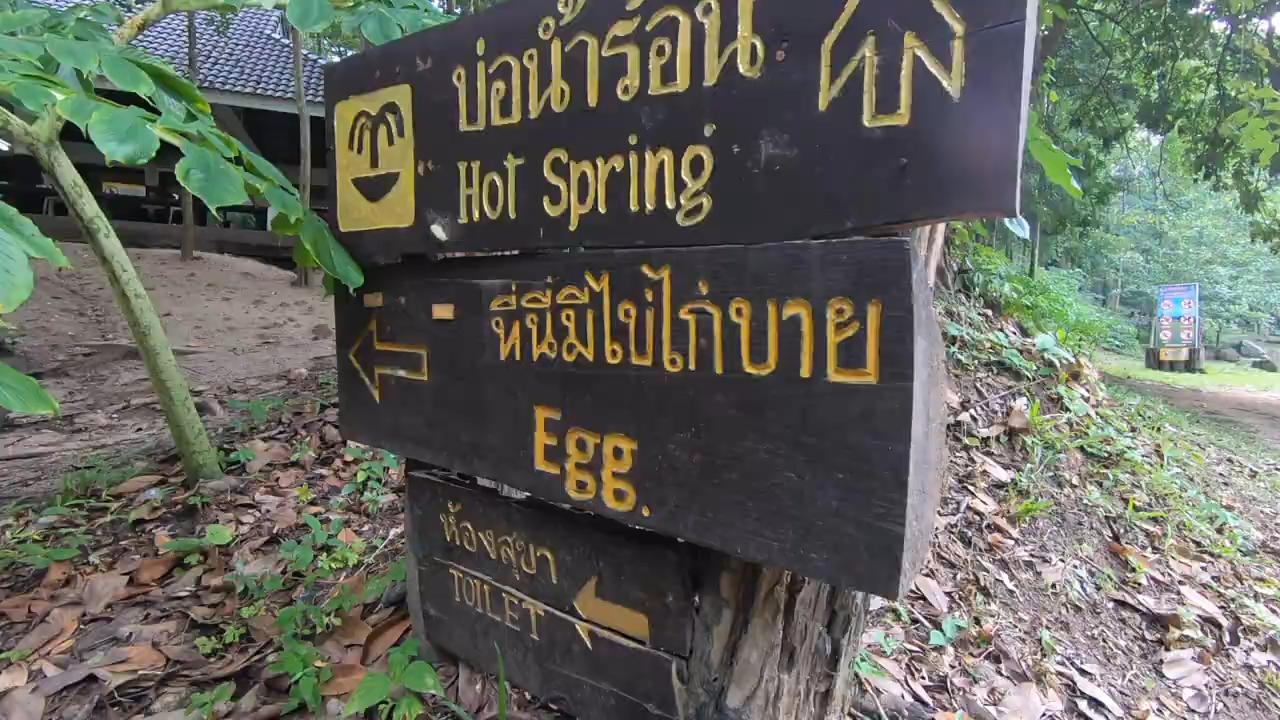 บ่อน้ำร้อน
Hot Spring
ที่นี่มีไข่ไก่ขาย
Egg.
ห้องสุขา
TOILET